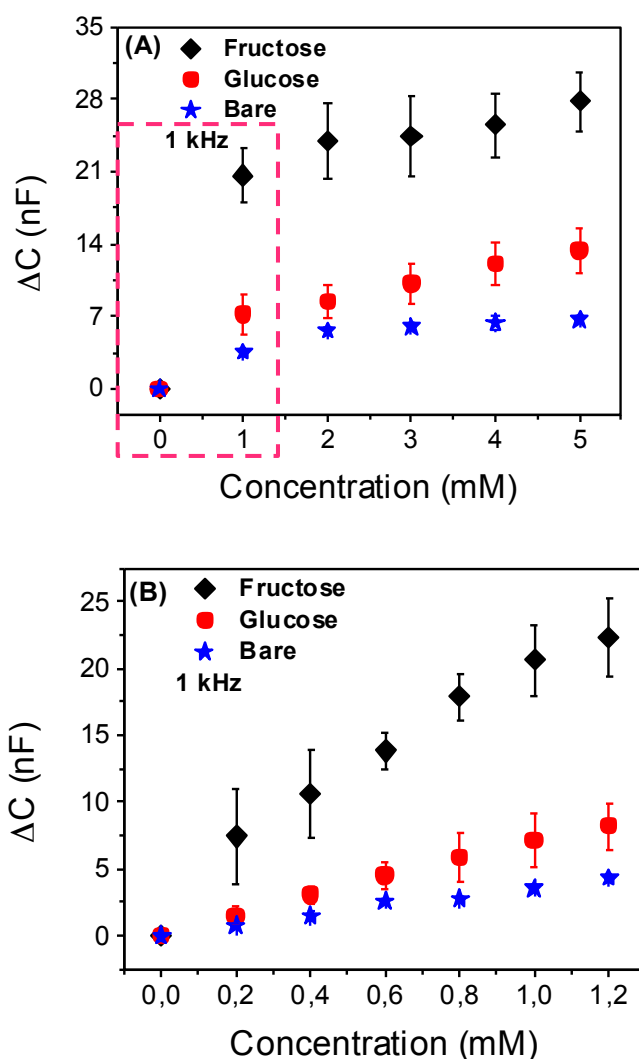 (A)
Fructose
Glucose
Bare
1 kHz
35
28
21
14
7
0
ΔC (nF)
0 1 2 3 4 5
Concentration (mM)
(B)
Fructose
Glucose
Bare
1 kHz
25
20
15
10
5
0
ΔC (nF)
0,0 0,2 0,4 0,6 0,8 1,0 1,2
Concentration (mM)